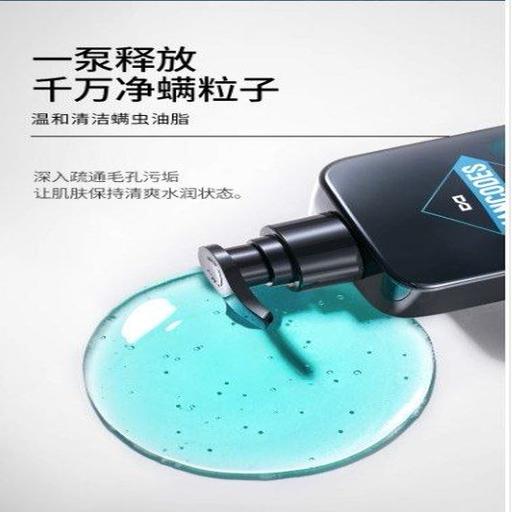 一泵释放
千万净螨粒子
温和清洁螨虫油脂
深入疏通毛孔污垢
让肌肤保持清爽水润状态。
ANCODES